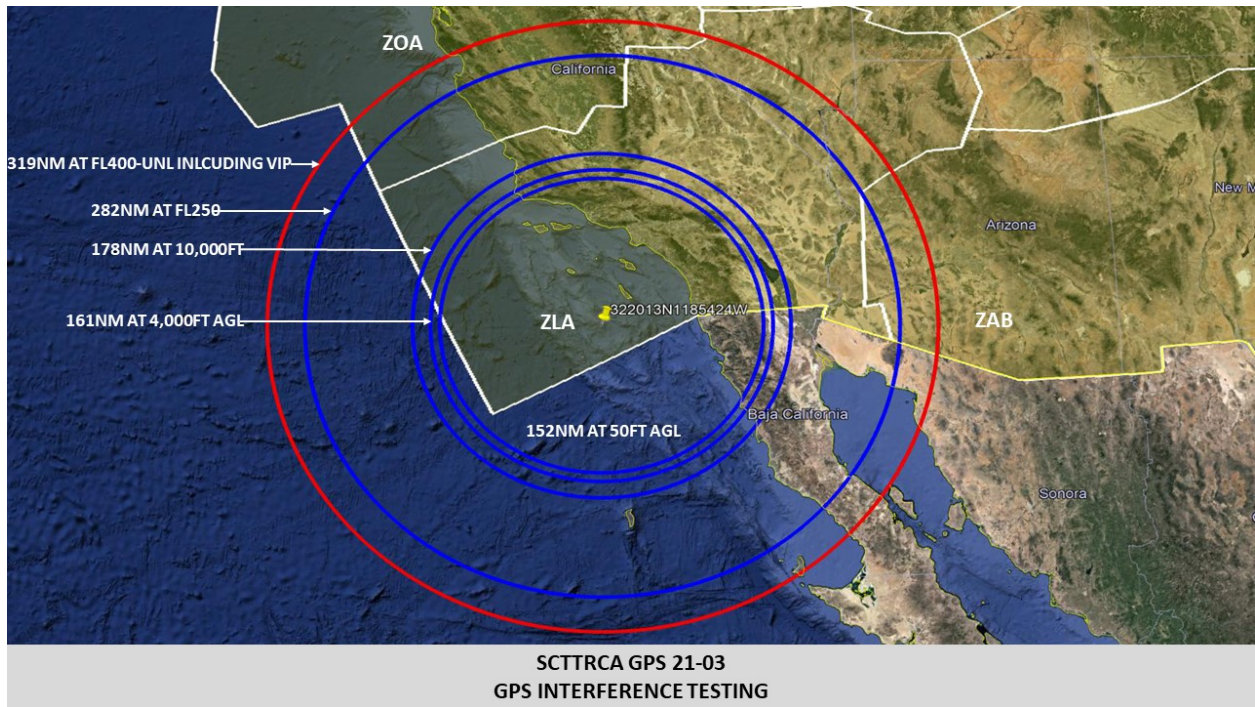 ZOA
California
319NM AT FL400-UNL INLCUDING VIP
282NM AT FL250
New M
178NM AT 10,000FT
Arizona
322013N1185424W
161NM AT 4,000FT AGL
ZLA
ZAB
Baja California
152NM AT 50FT AGL
Sonora
SCTTRCA GPS 21-03
GPS INTERFERENCE TESTING